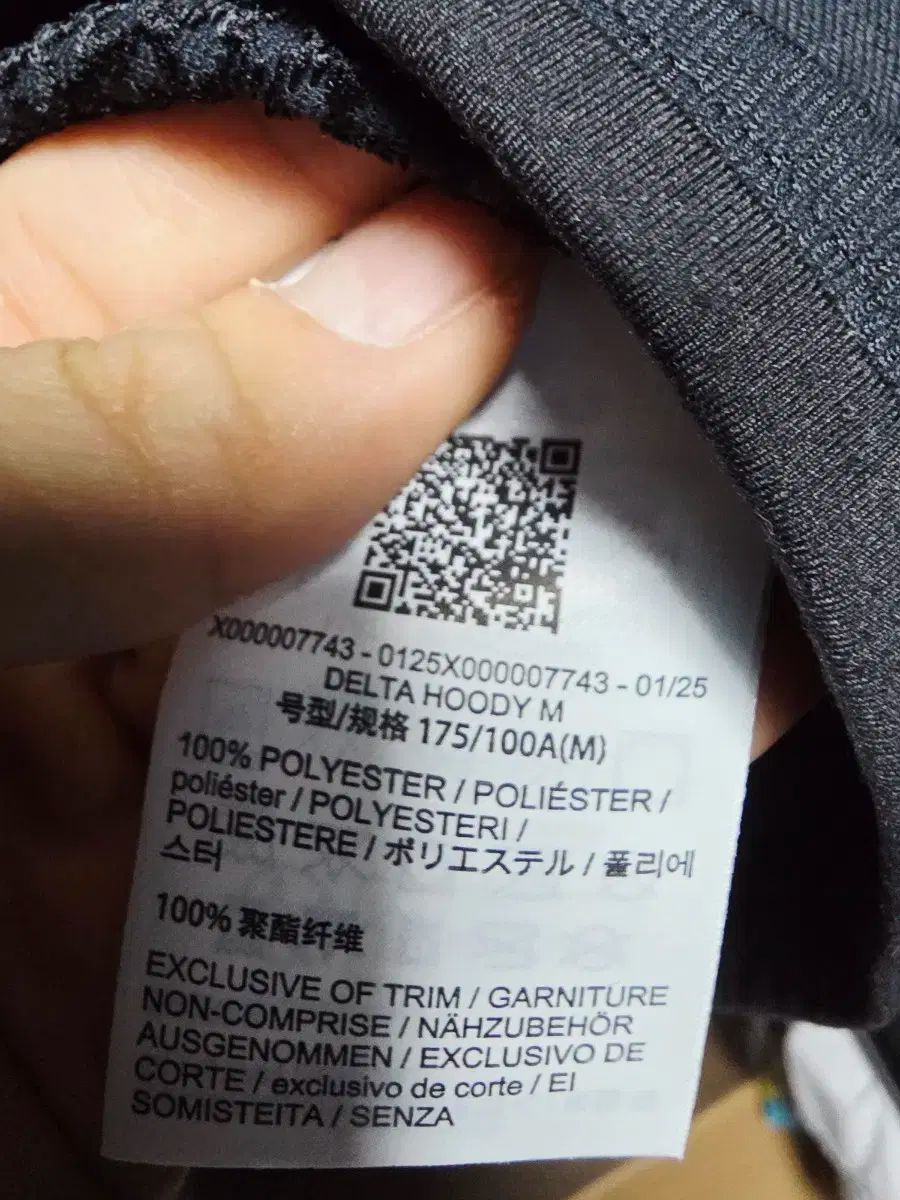 X000007743 - 0125X000007743 - 01/25
DELTA HOODY M
号型/规格 175/100A(M)
100% POLYESTER / POLIÉSTER /
poliéster / POLYESTERI /
POLIESTERE / ポリエステル / 폴리에
스터
100% 聚酯纤维
EXCLUSIVE OF TRIM / GARNITURE
NON-COMPRISE / NÄHZUBEHÖR
AUSGENOMMEN / EXCLUSIVO DE
CORTE / exclusivo de corte / EI
SOMISTEITA / SENZA